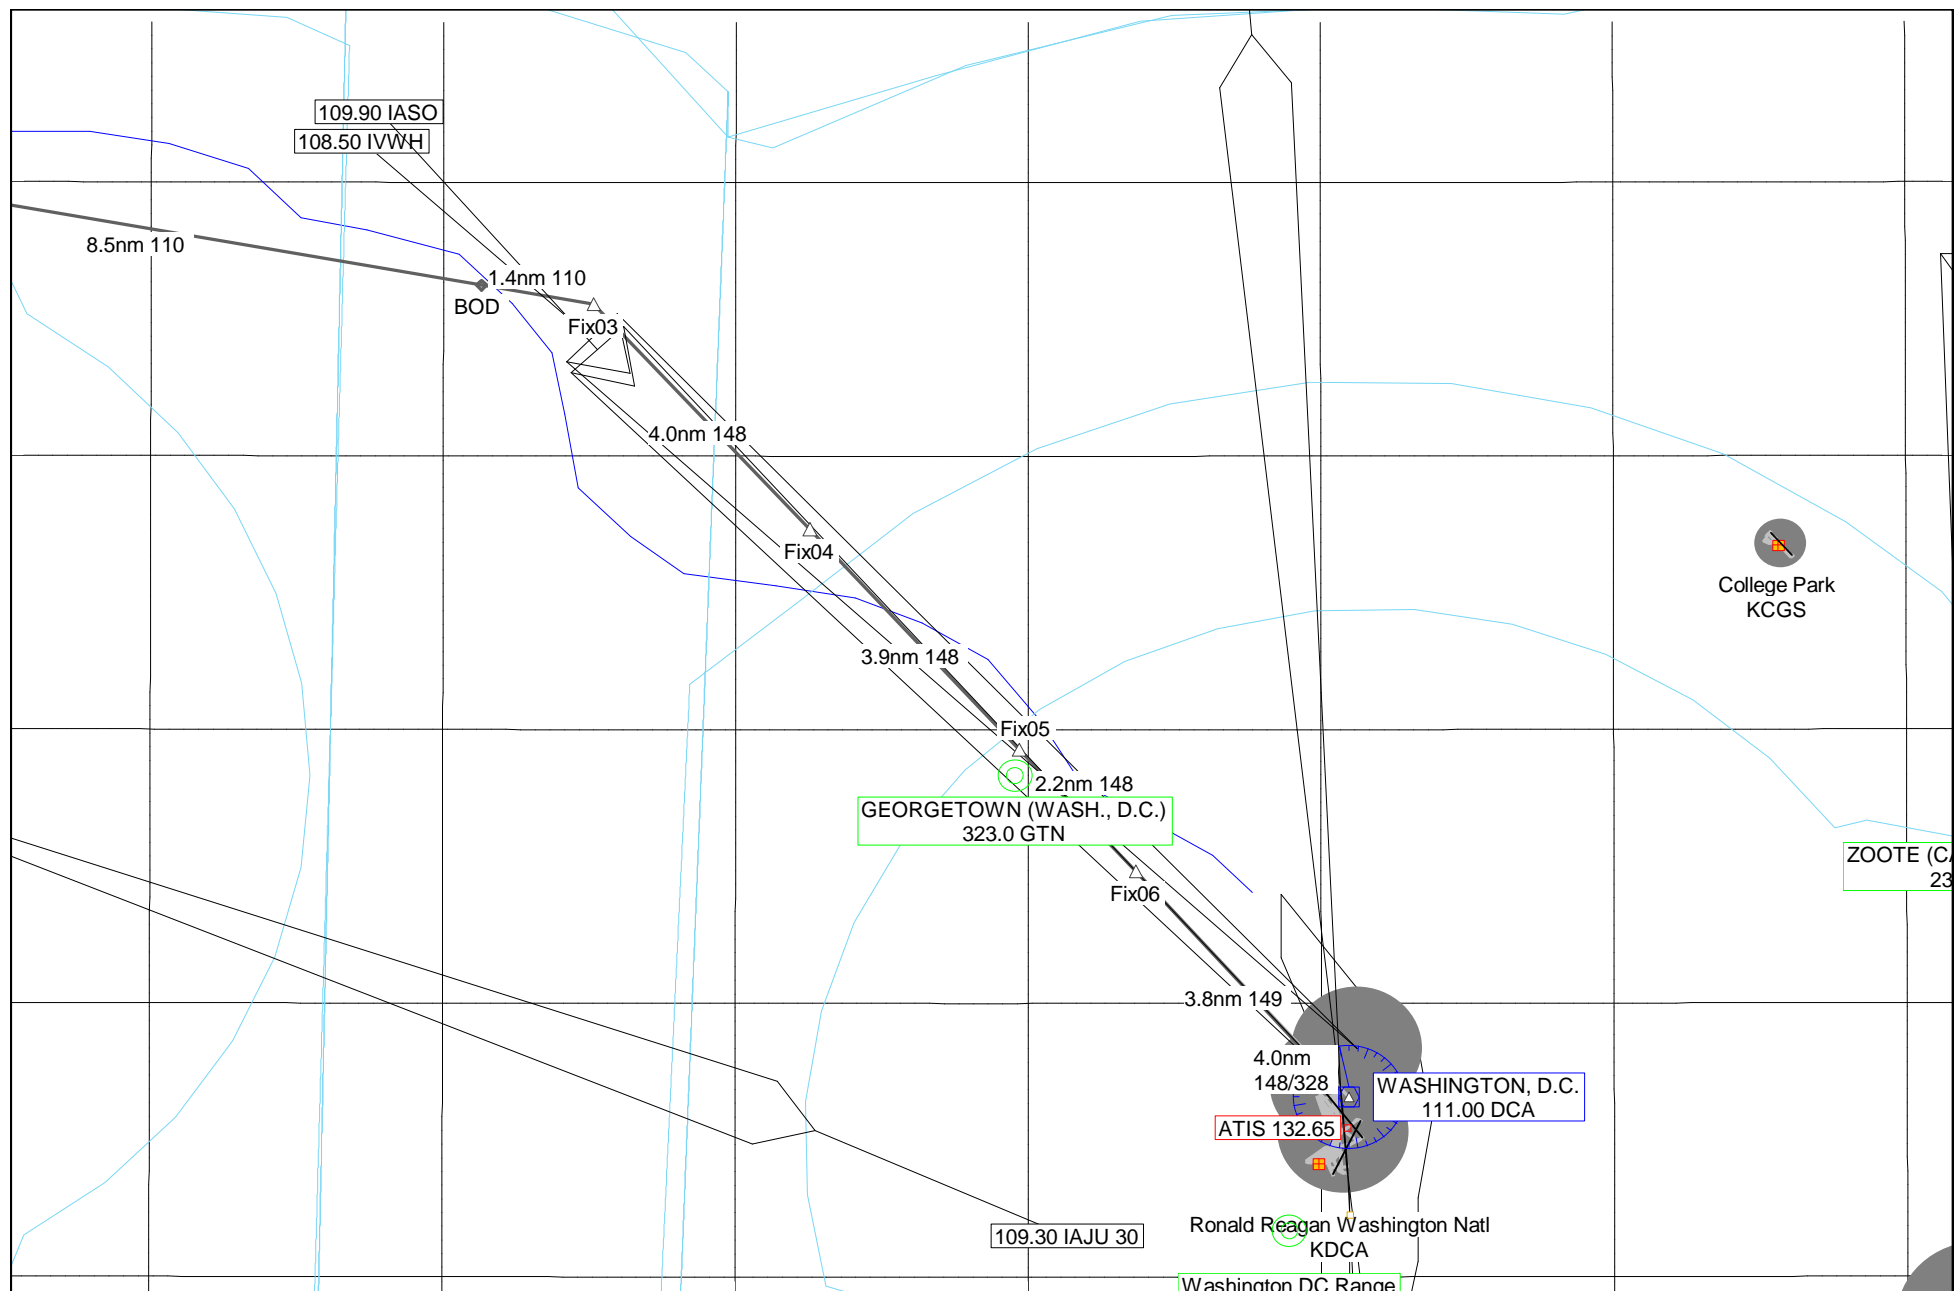 109.90 IASO
108.50 IVWH
8.5nm 110
1.4nm 110
BOD
Fix03
4.0nm 148
Fix04
College Park
KCGS
3.9nm 148
Fix05
2.2nm 148
GEORGETOWN (WASH., D.C.)
323.0 GTN
ZOOTE (CA
23
Fix06
3.8nm 149
4.0nm
148/328
WASHINGTON, D.C.
111.00 DCA
ATIS 132.65
109.30 IAJU 30
Ronald Reagan Washington Natl
KDCA
Washington DC Range